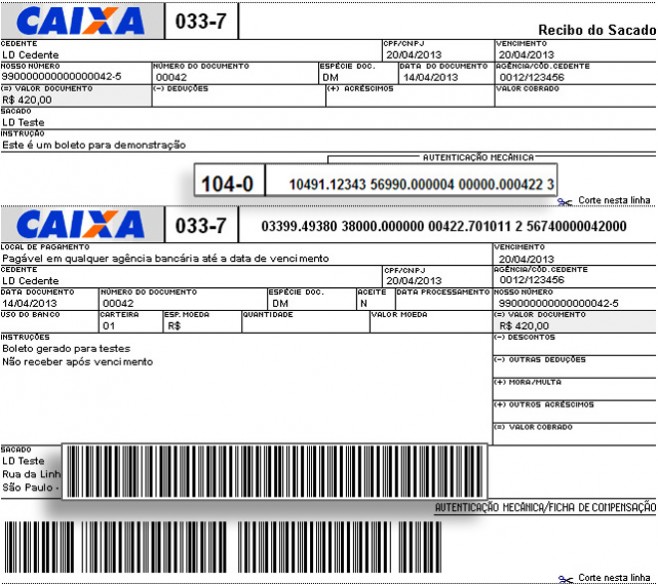 CAIXA 033-7 Recibo do Sacado
CEDENTE CPF/CNPJ VENCIMENTO
LD Cedente 20/04/2013 20/04/2013
NOSSO NÚMERO NÚMERO DO DOCUMENTO ESPÉCIE DOC. DATA DO DOCUMENTO AGÊNCIA/CÓD.CEDENTE
990000000000000042-5 00042 DM 14/04/2013 0012/123456
(=) VALOR DOCUMENTO (-) DEDUÇÕES (+) ACRÉSCIMOS VALOR COBRADO
R$ 420,00
SACADO
LD Teste
INSTRUÇÃO
Este é um boleto para demonstração
AUTENTICAÇÃO MECÂNICA
104-0 10491.12343 56990.000004 00000.000422 3
Corte nesta linha
CAIXA 033-7 03399.49380 38000.000000 00422.701011 2 56740000042000
LOCAL DE PAGAMENTO VENCIMENTO
Pagável em qualquer agência bancária até a data de vencimento 20/04/2013
CEDENTE CPF/CNPJ AGÊNCIA/CÓD.CEDENTE
LD Cedente 20/04/2013 0012/123456
DATA DOCUMENTO NÚMERO DO DOCUMENTO ESPÉCIE DOC. ACEITE DATA PROCESSAMENTO NOSSO NÚMERO
14/04/2013 00042 DM N 990000000000000042-5
USO DO BANCO CARTEIRA ESP. MOEDA QUANTIDADE VALOR MOEDA (=) VALOR DOCUMENTO
01 R$ R$ 420,00
INSTRUÇÕES (-) DESCONTOS
Boleto gerado para testes
Não receber após vencimento (-) OUTRAS DEDUÇÕES
(+) MORA/MULTA
(+) OUTROS ACRÉSCIMOS
(=) VALOR COBRADO
SACADO
LD Teste
Rua da Linh
São Paulo -
AUTENTICAÇÃO MECÂNICA/FICHA DE COMPENSAÇÃO
Corte nesta linha